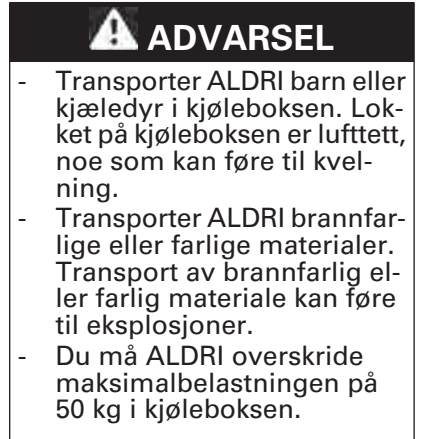 ADVARSEL
- Transporter ALDRI barn eller
kjæledyr i kjøleboksen. Lok-
ket på kjøleboksen er lufttett,
noe som kan føre til kvel-
ning.
- Transporter ALDRI brannfar-
lige eller farlige materialer.
Transport av brannfarlig el-
ler farlig materiale kan føre
til eksplosjoner.
- Du må ALDRI overskride
maksimalbelastningen på
50 kg i kjøleboksen.